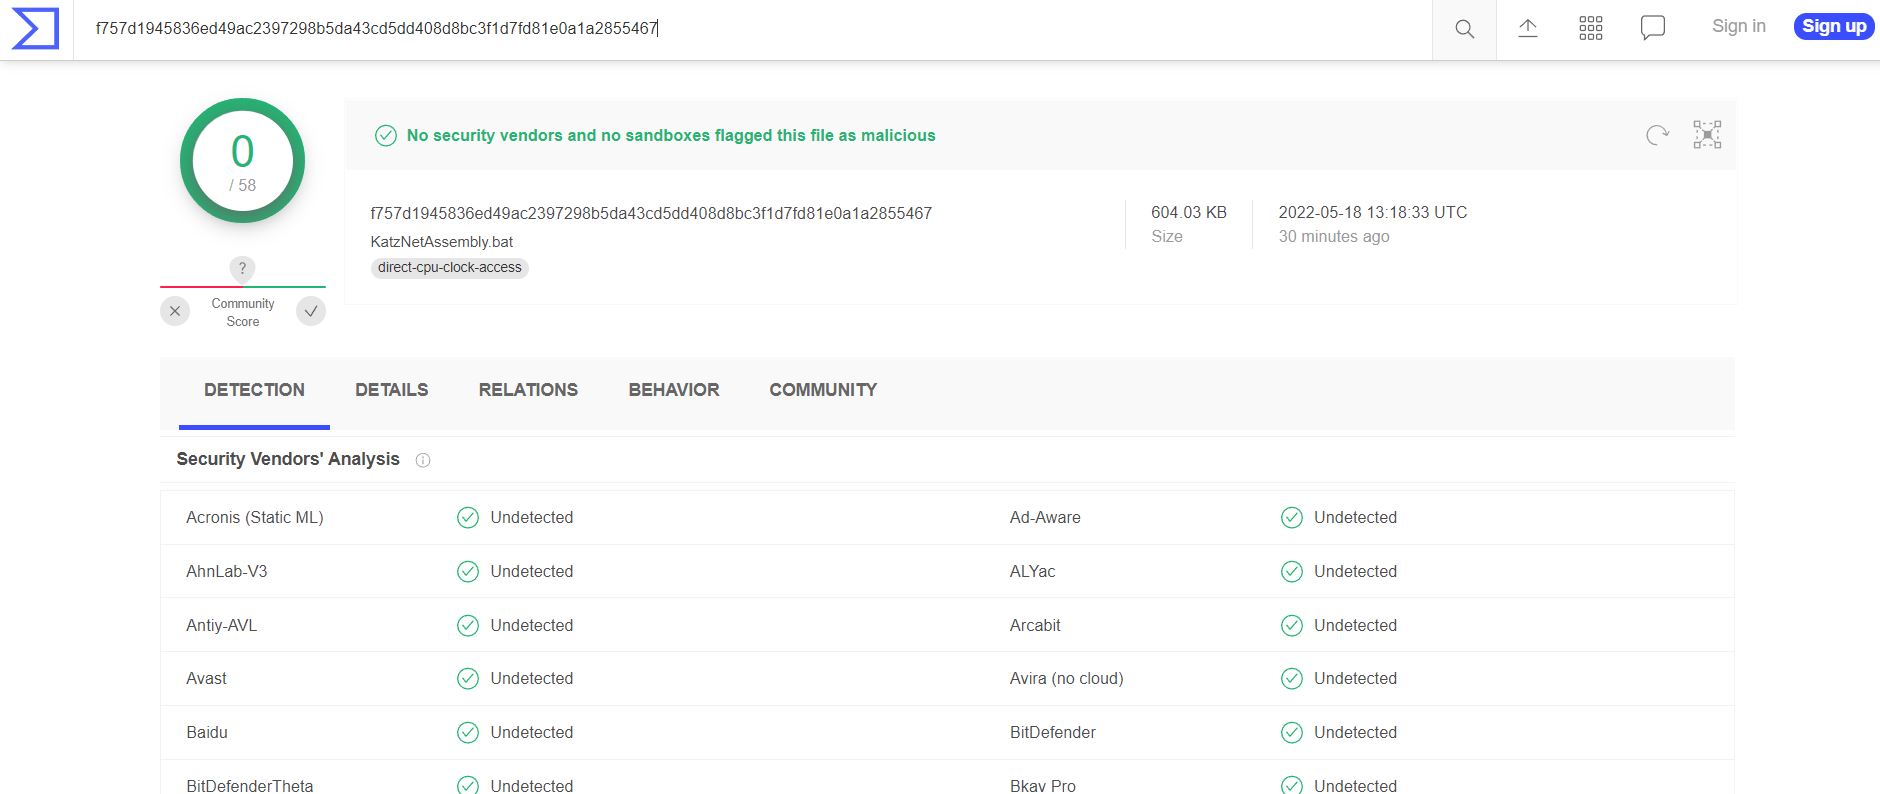 f757d1945836ed49ac2397298b5da43cd5dd408d8bc3f1d7fd81e0a1a2855467
Sign in
Sign up
0
/ 58
No security vendors and no sandboxes flagged this file as malicious
f757d1945836ed49ac2397298b5da43cd5dd408d8bc3f1d7fd81e0a1a2855467
KatzNetAssembly.bat
direct-cpu-clock-access
604.03 KB
Size
2022-05-18 13:18:33 UTC
30 minutes ago
?
Community
Score
DETECTION DETAILS RELATIONS BEHAVIOR COMMUNITY
Security Vendors' Analysis
Acronis (Static ML) Undetected Ad-Aware Undetected
AhnLab-V3 Undetected ALYac Undetected
Antiy-AVL Undetected Arcabit Undetected
Avast Undetected Avira (no cloud) Undetected
Baidu Undetected BitDefender Undetected
BitDefenderTheta Undetected Bkav Pro Undetected